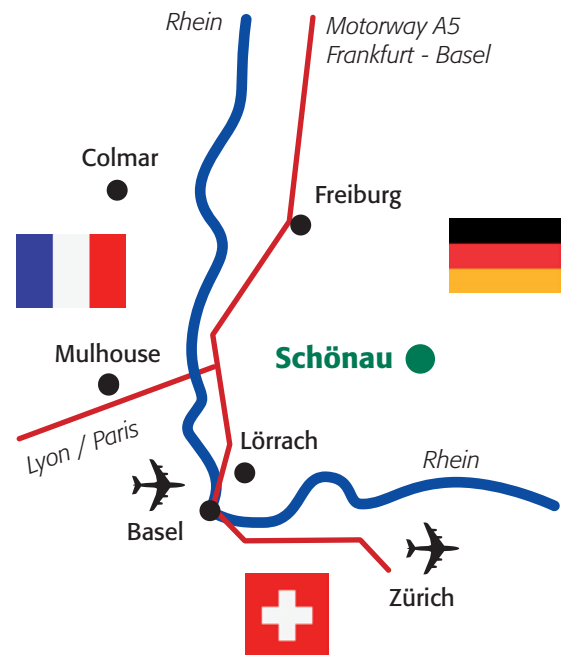 Rhein
Motorway A5
Frankfurt - Basel
Colmar
Freiburg
Mulhouse
Schönau
Lyon / Paris
Lörrach
Rhein
Basel
Zürich